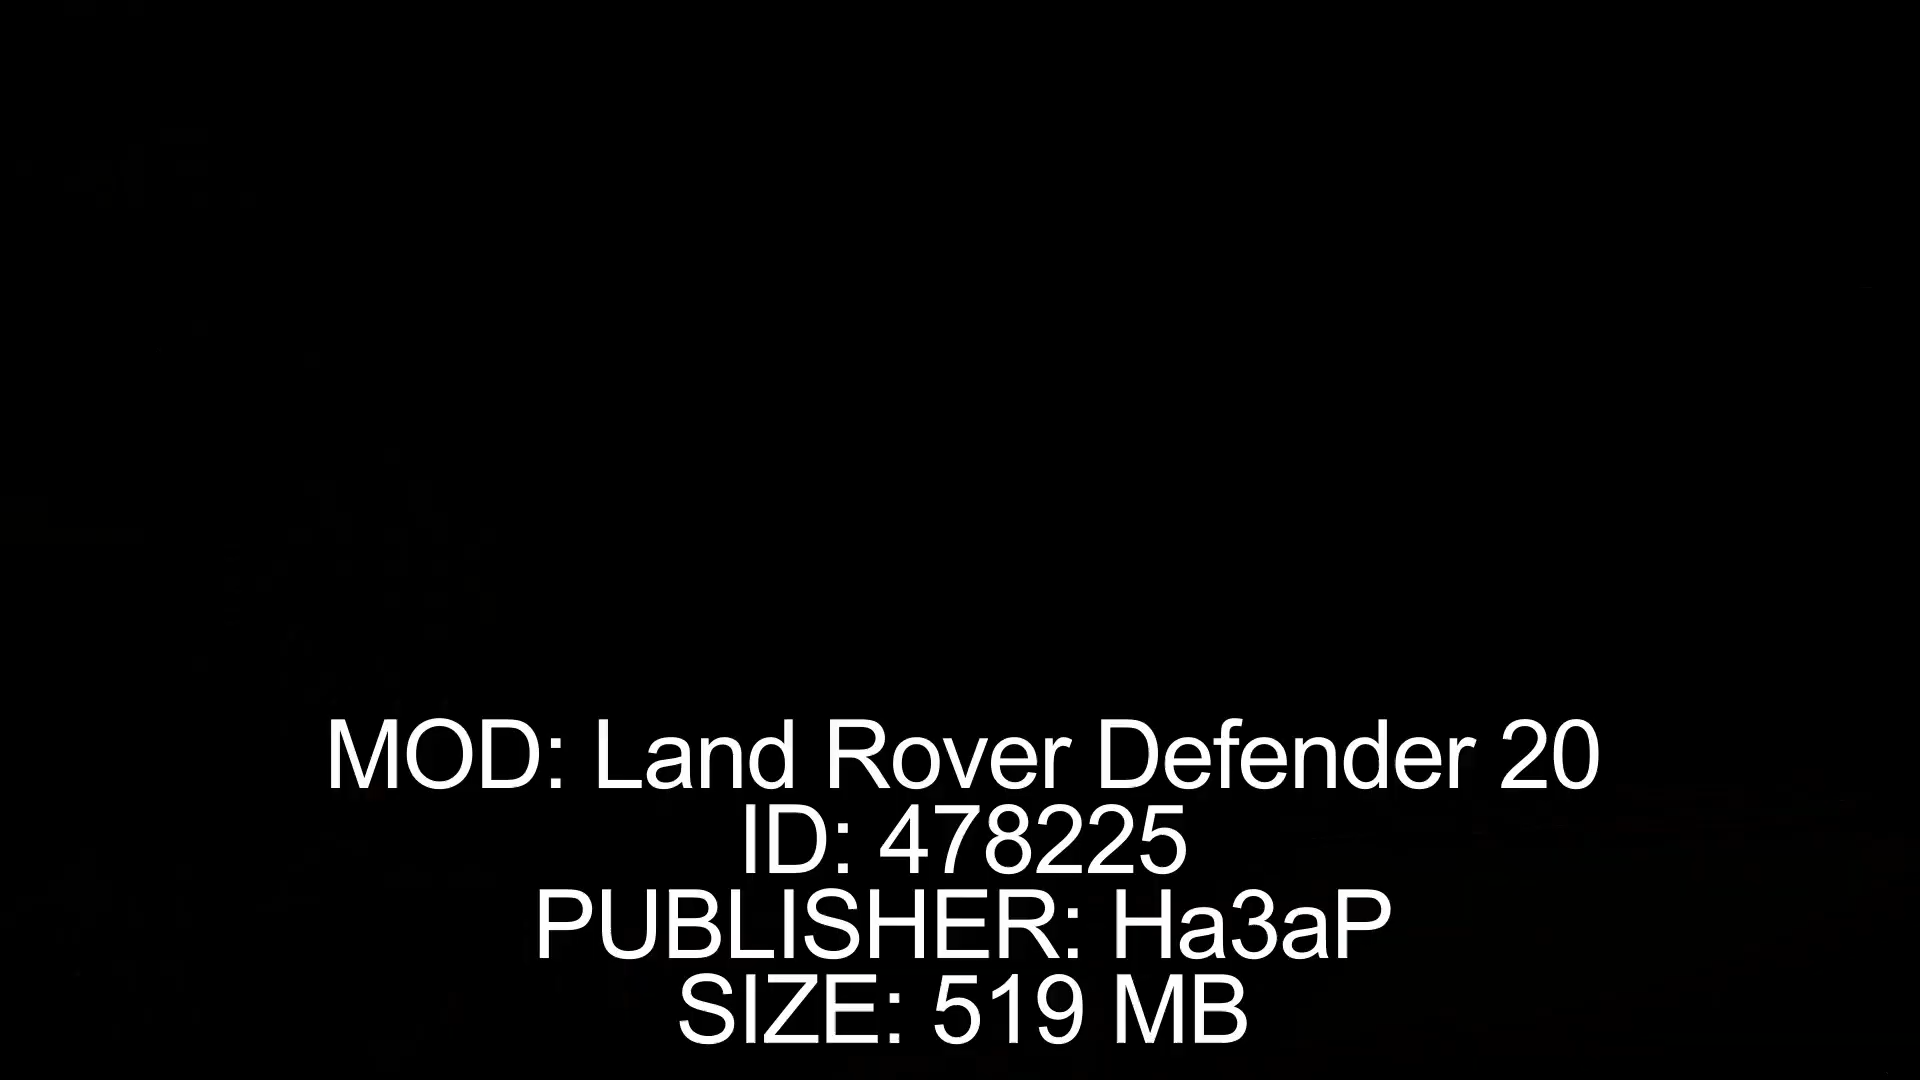 MOD: Land Rover Defender 20
ID: 478225
PUBLISHER: Ha3aP
SIZE: 519 MB